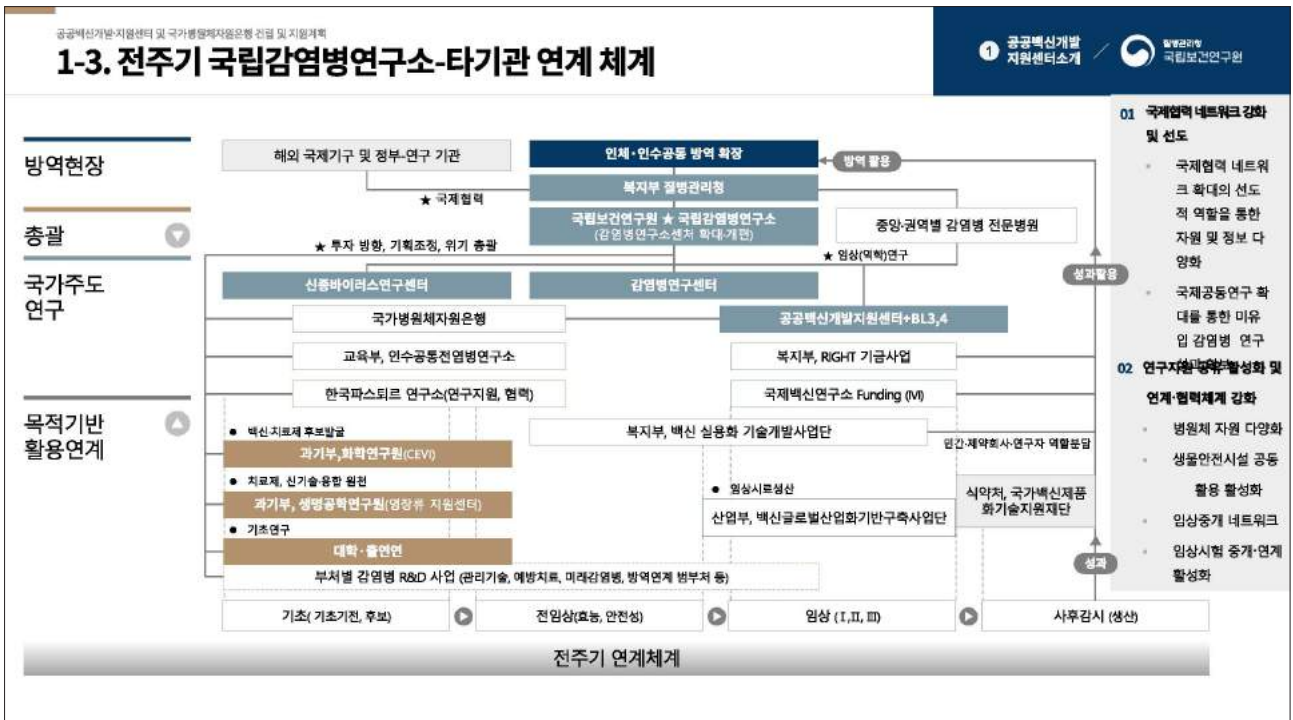 공공백신개발·지원센터 및 국가병원체자원은행 건립 및 지원계획
1-3. 전주기 국립감염병연구소-타기관 연계 체계
1 공공백신개발
지원센터소개
질병관리청
국립보건연구원
방역현장
총괄
국가주도
연구
목적기반
활용연계
해외 국제기구 및 정부-연구 기관
인체·인수공통 방역 확장
방역 활용
복지부 질병관리청
★ 국제협력
국립보건연구원 ★ 국립감염병연구소
(감염병연구소센처 확대·개편)
중앙·권역별 감염병 전문병원
★ 투자 방향, 기획조정, 위기 총괄
★ 임상(역학)연구
성과활용
신종바이러스연구센터
감염병연구센터
국가병원체자원은행
공공백신개발지원센터+BL3,4
교육부, 인수공통전염병연구소
복지부, RIGHT 기금사업
한국파스퇴르 연구소(연구지원, 협력)
국제백신연구소 Funding (IVI)
● 백신·치료제 후보발굴
복지부, 백신 실용화 기술개발사업단
민간·제약회사·연구자 역할분담
과기부,화학연구원(CEVI)
● 치료제, 신기술·융합 원천
과기부, 생명공학연구원(영장류 지원센터)
● 임상시료생산
산업부, 백신글로벌산업화기반구축사업단
식약처, 국가백신제품
화기술지원재단
● 기초연구
대학·출연연
성과
부처별 감염병 R&D 사업 (관리기술, 예방치료, 미래감염병, 방역연계 범부처 등)
기초( 기초기전, 후보)
전임상(효능, 안전성)
임상 (I,II, III)
사후감시 (생산)
전주기 연계체계
01 국제협력 네트워크 강화
및 선도
국제협력 네트워
크 확대의 선도
적 역할을 통한
자원 및 정보 다
양화
국제공동연구 확
대를 통한 미유
입 감염병 연구
02 연구지원 공유 활성화 및
연계·협력체계 강화
병원체 자원 다양화
생물안전시설 공동
활용 활성화
임상중개 네트워크
임상시험 중개·연계
활성화